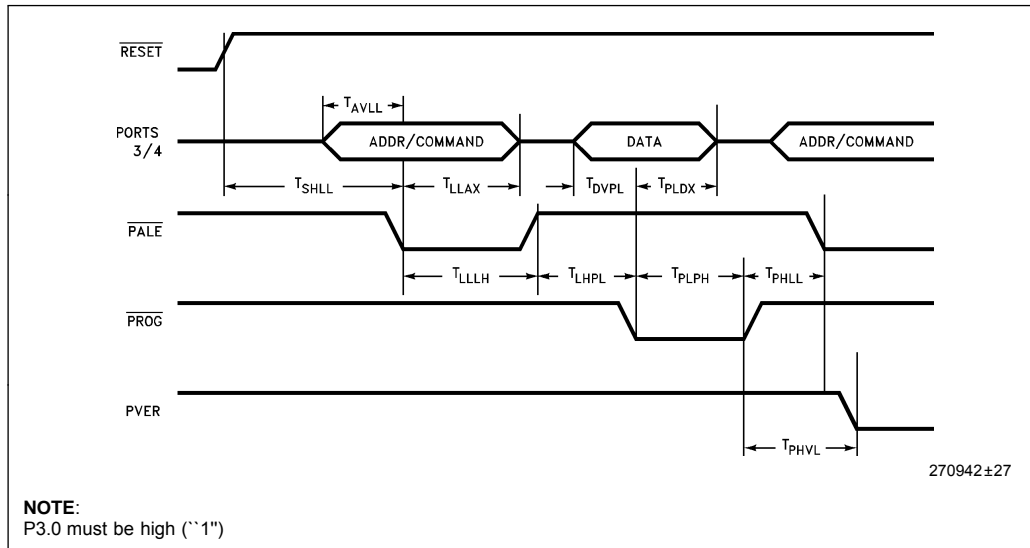 RESET
T_AVLL
PORTS
3/4
ADDR/COMMAND
DATA
ADDR/COMMAND
T_SHLL
T_LLAX
T_DVPL
T_PLDX
PALE
T_LLLH
T_LHPL
T_PLPH
T_PHLL
PROG
PVER
T_PHVL
270942±27
NOTE:
P3.0 must be high (``1'')